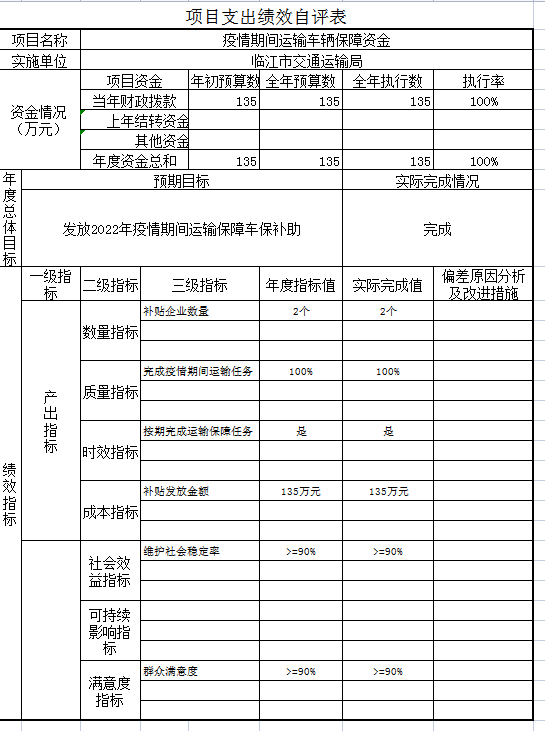 项目支出绩效自评表
项目名称 疫情期间运输车辆保障资金
实施单位 临江市交通运输局
资金情况（万元） 项目资金 年初预算数 全年预算数 全年执行数 执行率
当年财政拨款 135 135 135 100%
上年结转资金
其他资金
年度资金总和 135 135 135 100%
年度总体目标 预期目标 实际完成情况
发放2022年疫情期间运输保障车保补助 完成
绩效指标 一级指标 二级指标 三级指标 年度指标值 实际完成值 偏差原因分析及改进措施
产出指标 数量指标 补贴企业数量 2个 2个
质量指标 完成疫情期间运输任务 100% 100%
时效指标 按期完成运输保障任务 是 是
成本指标 补贴发放金额 135万元 135万元
社会效益指标 维护社会稳定率 >=90% >=90%
可持续影响指标
满意度指标 群众满意度 >=90% >=90%